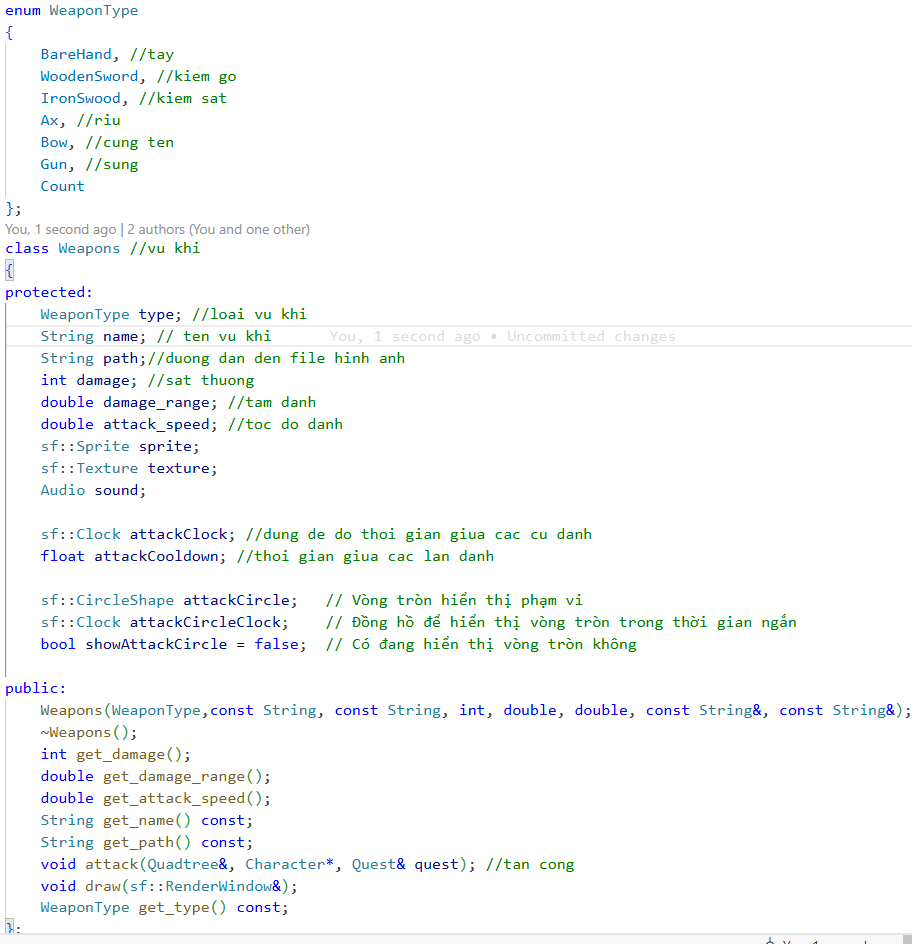 enum WeaponType
{
    BareHand, //tay
    WoodenSword, //kiem go
    IronSwood, //kiem sat
    Ax, //riu
    Bow, //cung ten
    Gun, //sung
    Count
};
You, 1 second ago | 2 authors (You and one other)
class Weapons //vu khi
{
protected:
    WeaponType type; //loai vu khi
    String name; // ten vu khi      You, 1 second ago • Uncommitted changes
    String path;//duong dan den file hinh anh
    int damage; //sat thuong
    double damage_range; //tam danh
    double attack_speed; //toc do danh
    sf::Sprite sprite;
    sf::Texture texture;
    Audio sound;

    sf::Clock attackClock; //dung de do thoi gian giua cac cu danh
    float attackCooldown; //thoi gian giua cac lan danh

    sf::CircleShape attackCircle;   // Vòng tròn hiển thị phạm vi
    sf::Clock attackCircleClock;    // Đồng hồ để hiển thị vòng tròn trong thời gian ngắn
    bool showAttackCircle = false;  // Có đang hiển thị vòng tròn không

public:
    Weapons(WeaponType,const String, const String, int, double, double, const String&, const String&);
    ~Weapons();
    int get_damage();
    double get_damage_range();
    double get_attack_speed();
    String get_name() const;
    String get_path() const;
    void attack(Quadtree&, Character*, Quest& quest); //tan cong
    void draw(sf::RenderWindow&);
    WeaponType get_type() const;
};